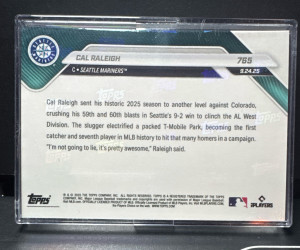 CAL RALEIGH
765
C • SEATTLE MARINERS™
9.24.25
Cal Raleigh sent his historic 2025 season to another level against Colorado,
crushing his 59th and 60th blasts in Seattle's 9-2 win to clinch the AL West
Division. The slugger electrified a packed T-Mobile Park, becoming the first
catcher and seventh player in MLB history to hit that many homers in a campaign.
"I'm not going to lie, it's pretty awesome," Raleigh said.
Topps
MLB
PLAYERS